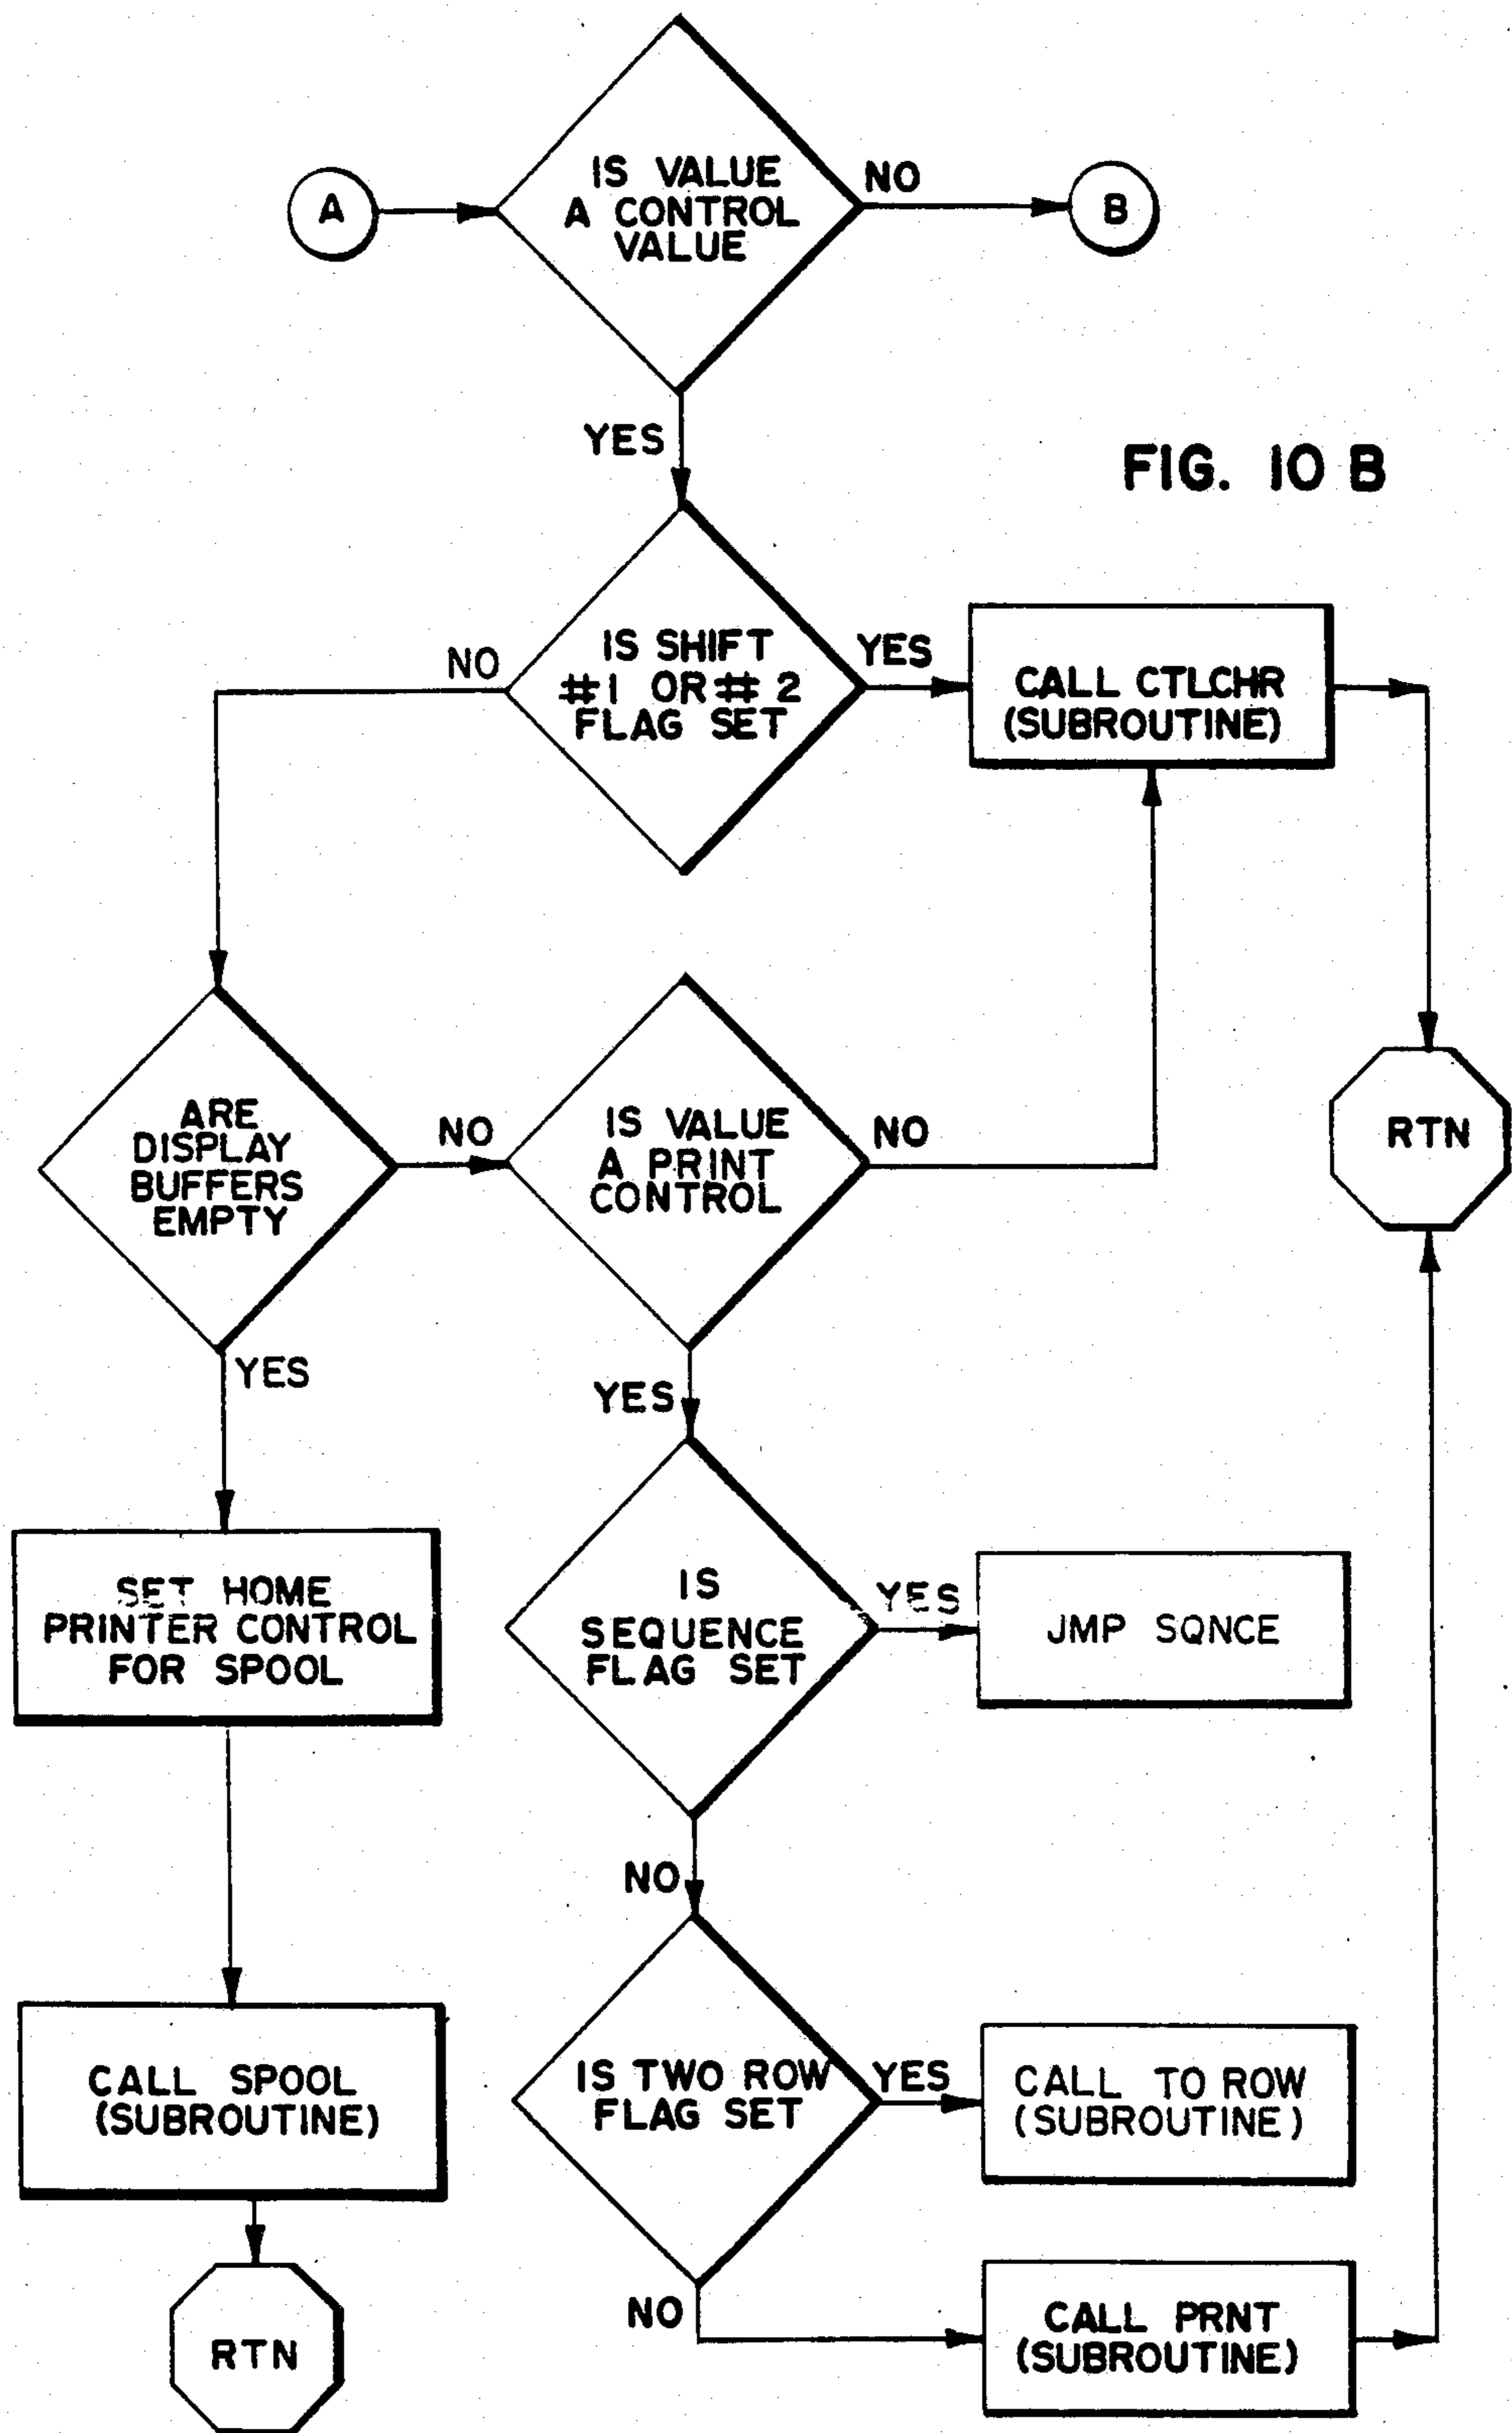 IS VALUE
A CONTROL
VALUE
A
NO
B
YES
FIG. 10 B
IS SHIFT
#1 OR # 2
FLAG SET
NO
YES
CALL CTLCHR
(SUBROUTINE)
ARE
DISPLAY
BUFFERS
EMPTY
NO
IS VALUE
A PRINT
CONTROL
NO
RTN
YES
YES
SET HOME
PRINTER CONTROL
FOR SPOOL
IS
SEQUENCE
FLAG SET
YES
JMP SQNCE
NO
CALL SPOOL
(SUBROUTINE)
IS TWO ROW
FLAG SET
YES
CALL TO ROW
(SUBROUTINE)
NO
CALL PRNT
(SUBROUTINE)
RTN